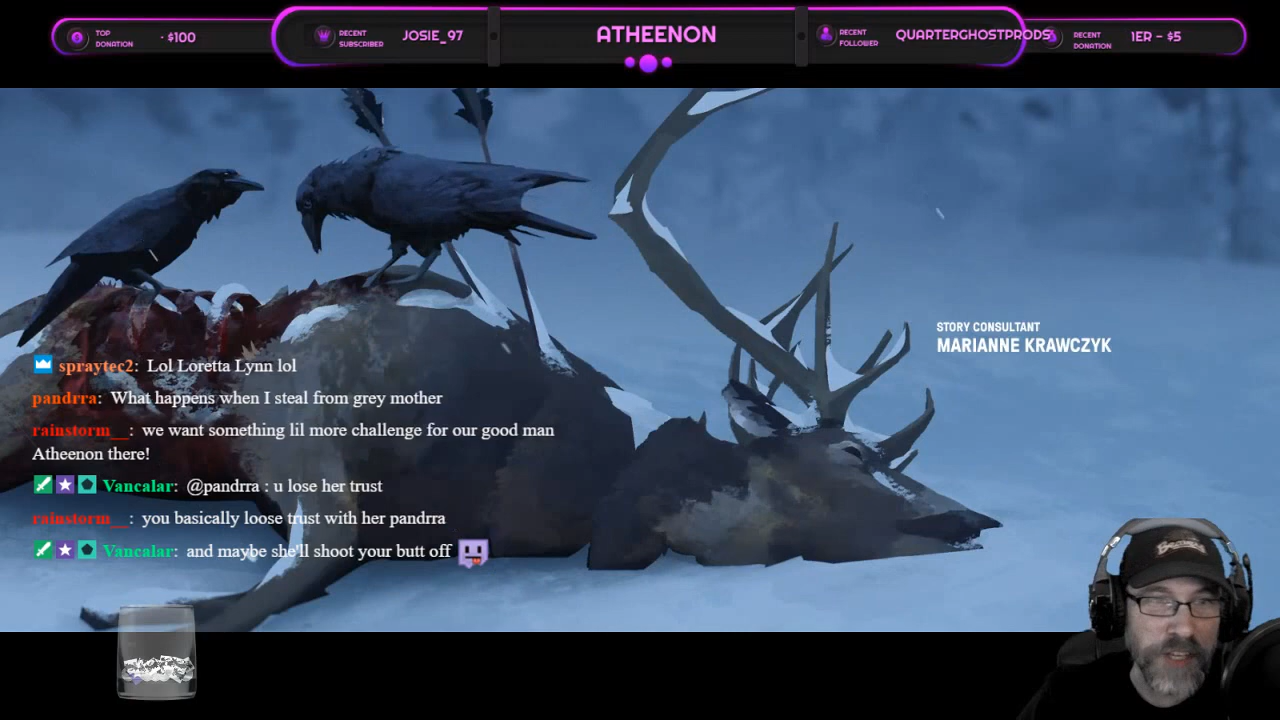 TOP
DONATION
· $100
RECENT
SUBSCRIBER
JOSIE_97
ATHEENON
RECENT
FOLLOWER
QUARTERGHOSTPRODS
RECENT
DONATION
1ER - $5
STORY CONSULTANT
MARIANNE KRAWCZYK
spraytec2: Lol Loretta Lynn lol
pandrra: What happens when I steal from grey mother
rainstorm__: we want something lil more challenge for our good man
Atheenon there!
Vancalar: @pandrra : u lose her trust
rainstorm__: you basically loose trust with her pandrra
Vancalar: and maybe she'll shoot your butt off